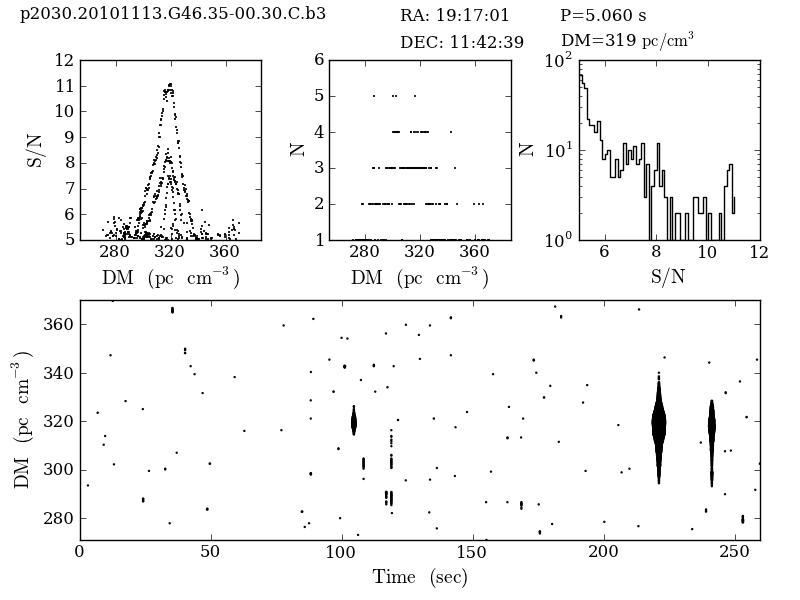 p2030.20101113.G46.35-00.30.C.b3
RA: 19:17:01
P=5.060 s
DEC: 11:42:39
DM=319 pc/cm³
12
11
10
9
8
7
6
5
S/N
280
320
360
DM (pc cm⁻³)
6
5
4
3
2
1
N
280
320
360
DM (pc cm⁻³)
10²
10¹
10⁰
N
6
8
10
12
S/N
360
340
320
300
280
DM (pc cm⁻³)
0
50
100
150
200
250
Time (sec)